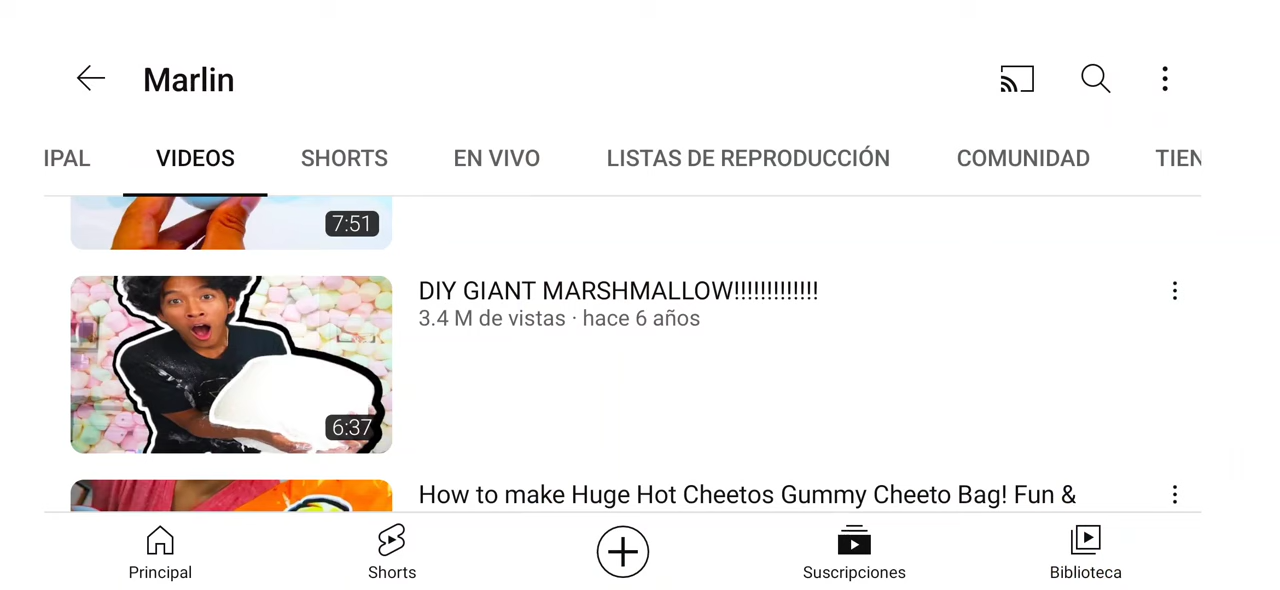 Marlin
IPAL VIDEOS SHORTS EN VIVO LISTAS DE REPRODUCCIÓN COMUNIDAD TIEN
7:51
DIY GIANT MARSHMALLOW!!!!!!!!!!!!!
3.4 M de vistas · hace 6 años
6:37
How to make Huge Hot Cheetos Gummy Cheeto Bag! Fun &
Principal Shorts Suscripciones Biblioteca